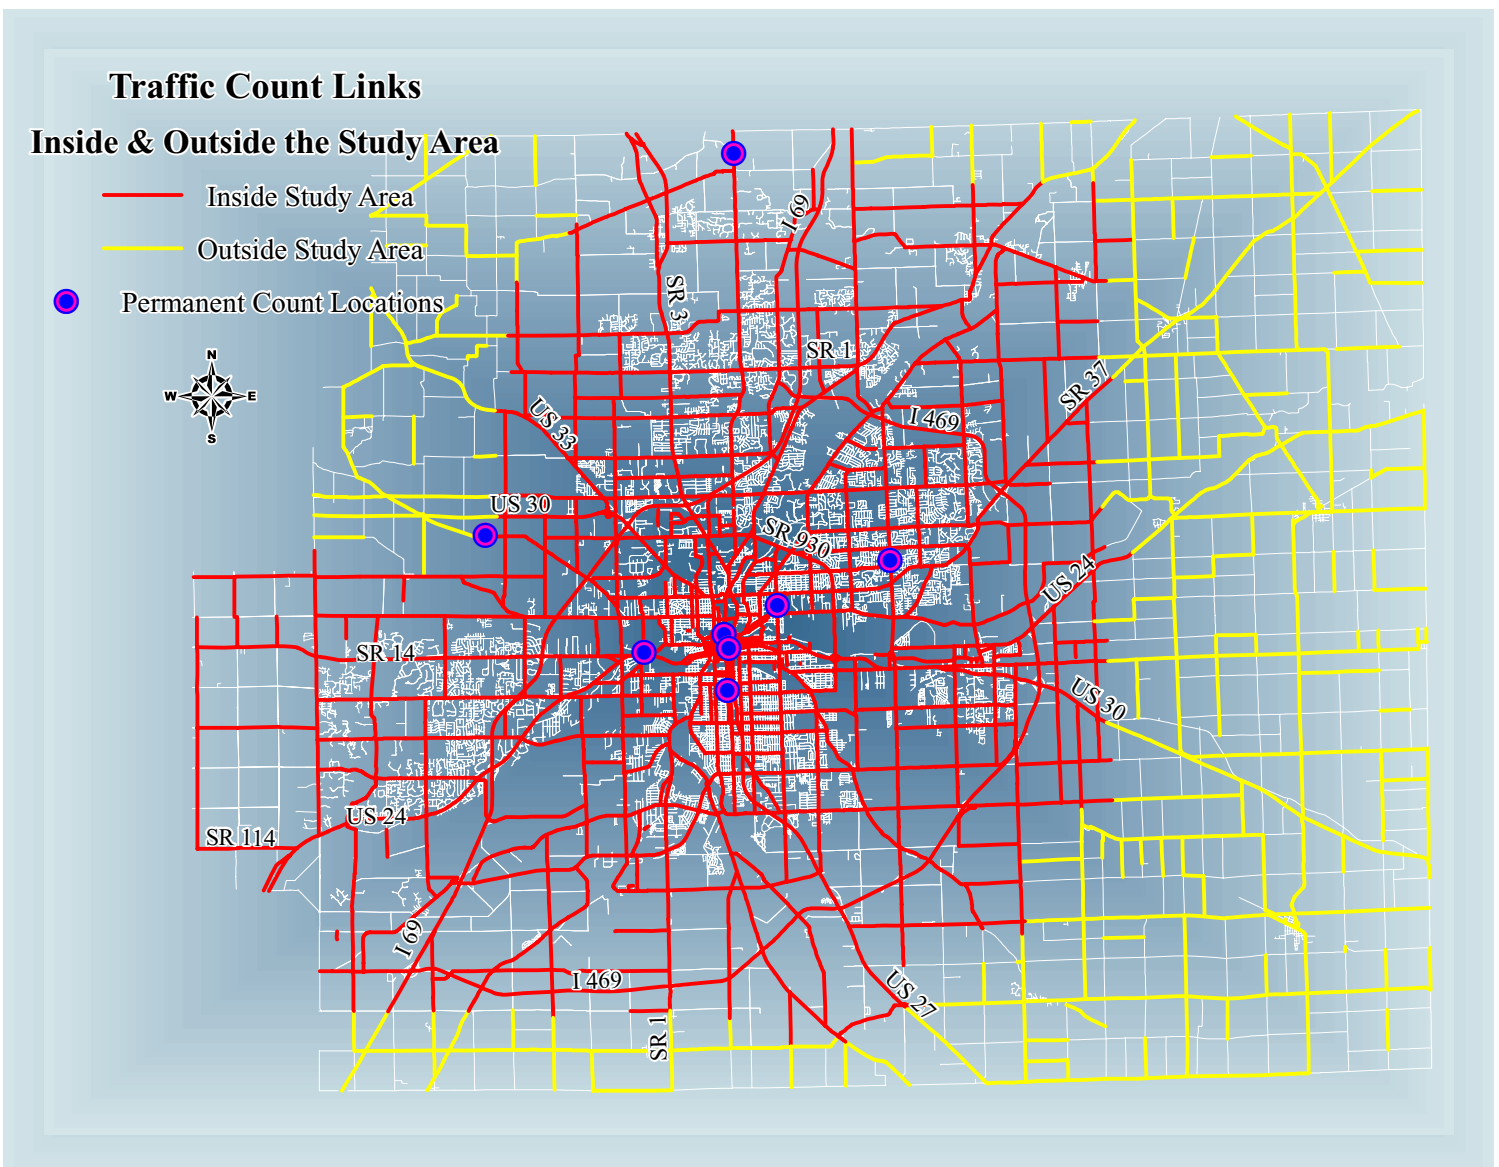 Traffic Count Links
Inside & Outside the Study Area
Inside Study Area
Outside Study Area
Permanent Count Locations
N
W E
S
I 69
SR 3
SR 1
SR 37
US 33
I 469
US 30
SR 930
US 24
SR 14
US 30
US 24
SR 114
I 69
I 469
US 27
SR 1